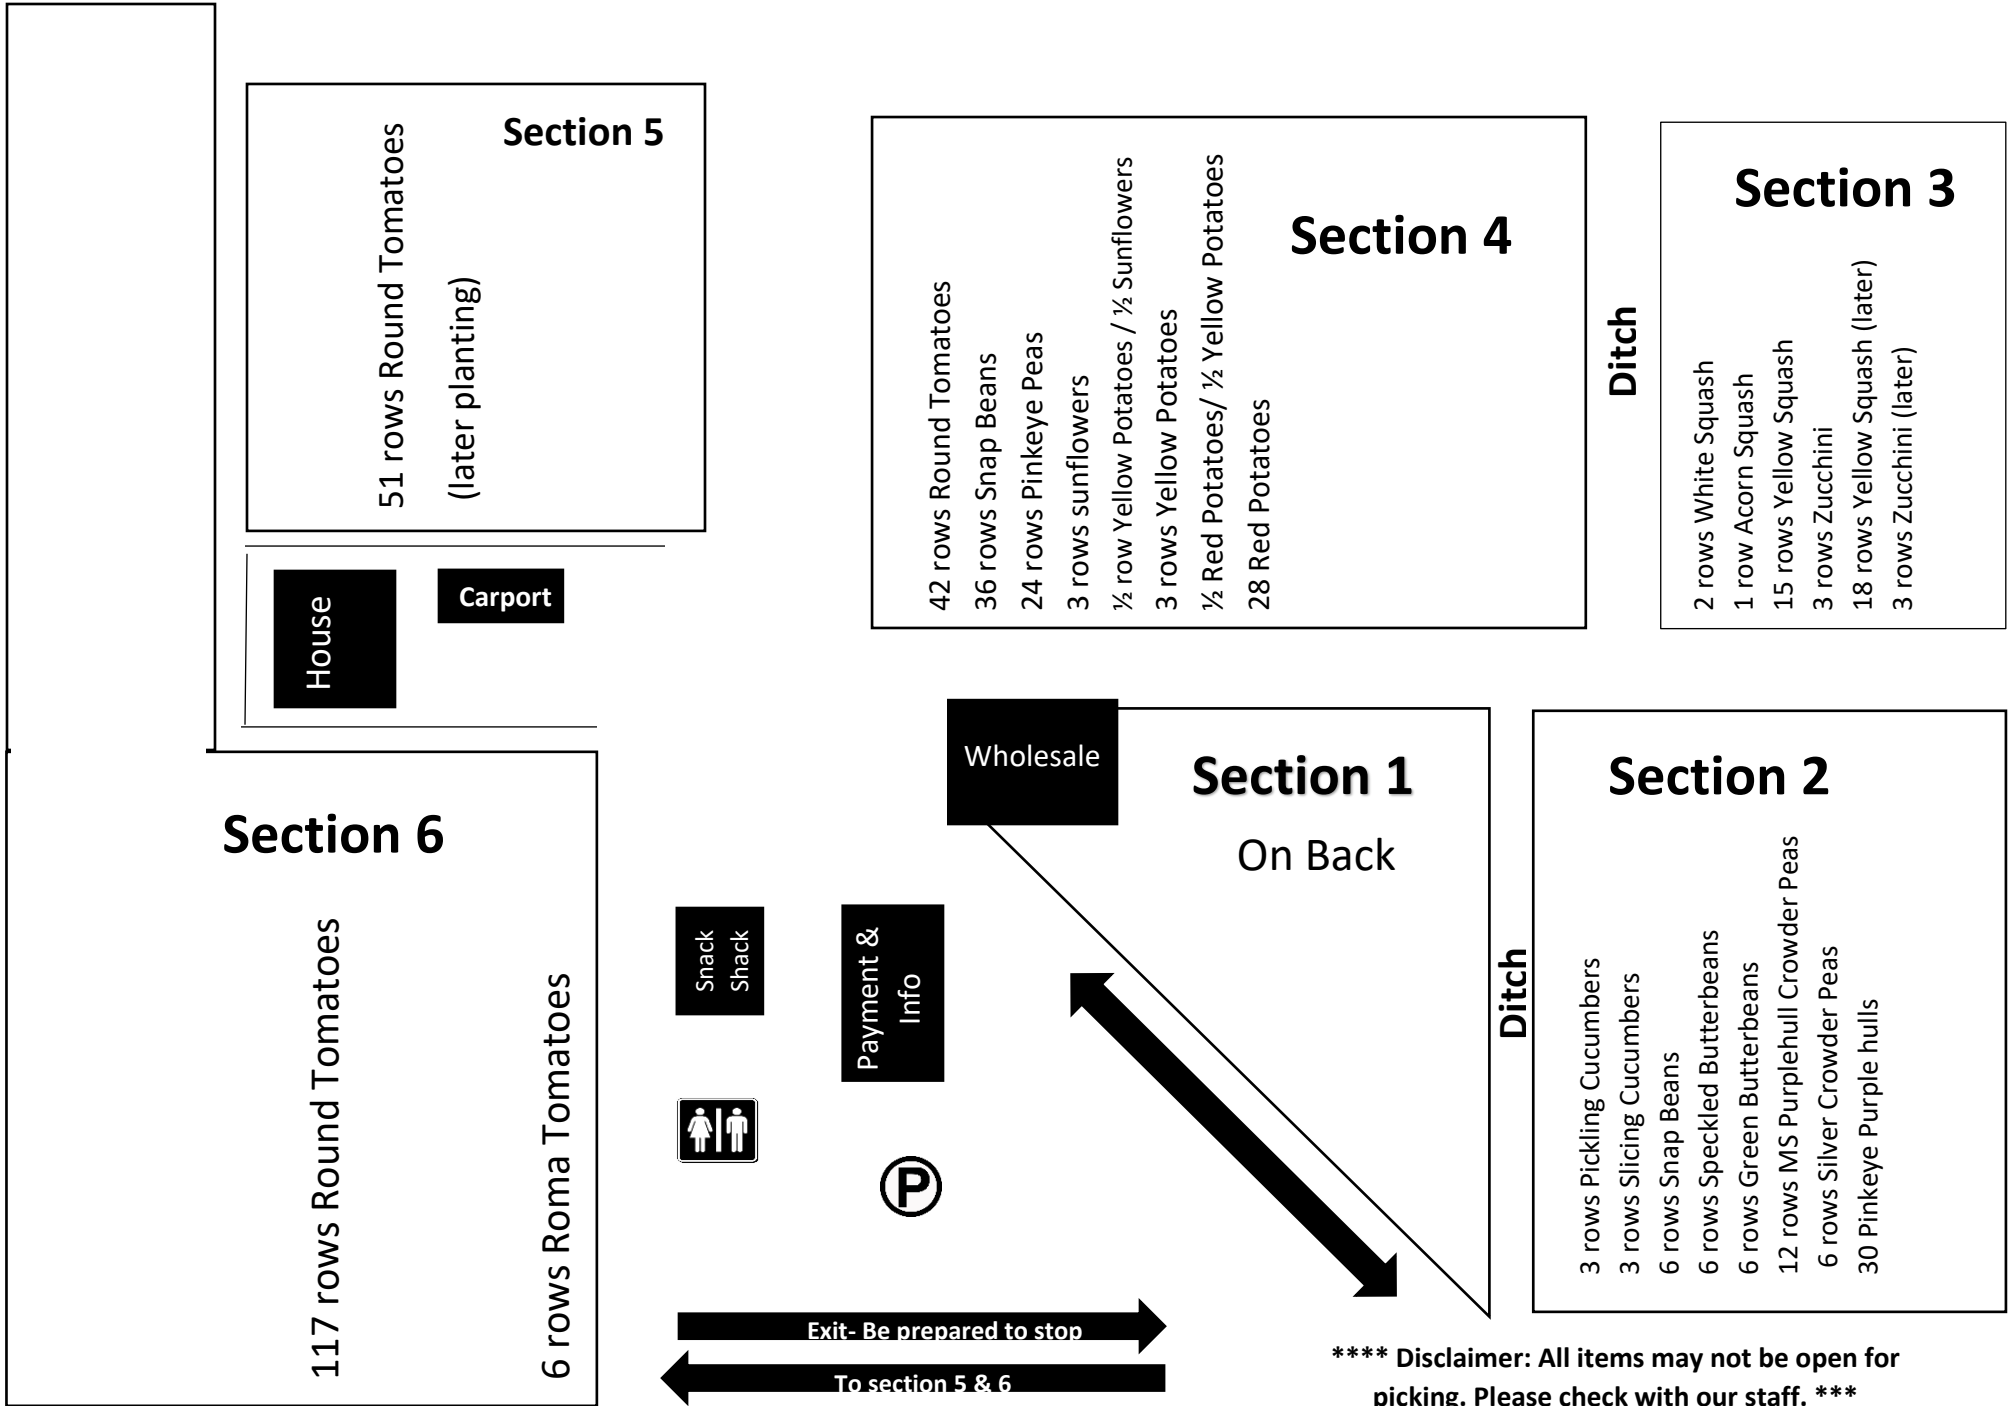 Section 5
51 rows Round Tomatoes
(later planting)
Section 4
42 rows Round Tomatoes
36 rows Snap Beans
24 rows Pinkeye Peas
3 rows sunflowers
½ row Yellow Potatoes / ½ Sunflowers
3 rows Yellow Potatoes
½ Red Potatoes/ ½ Yellow Potatoes
28 Red Potatoes
Ditch
Section 3
2 rows White Squash
1 row Acorn Squash
15 rows Yellow Squash
3 rows Zucchini
18 rows Yellow Squash (later)
3 rows Zucchini (later)
House
Carport
Section 6
117 rows Round Tomatoes
6 rows Roma Tomatoes
Snack
Shack
Payment &
Info
P
Wholesale
Section 1
On Back
Ditch
Section 2
3 rows Pickling Cucumbers
3 rows Slicing Cucumbers
6 rows Snap Beans
6 rows Speckled Butterbeans
6 rows Green Butterbeans
12 rows MS Purplehull Crowder Peas
6 rows Silver Crowder Peas
30 Pinkeye Purple hulls
Exit- Be prepared to stop
To section 5 & 6
**** Disclaimer: All items may not be open for
picking. Please check with our staff. ***